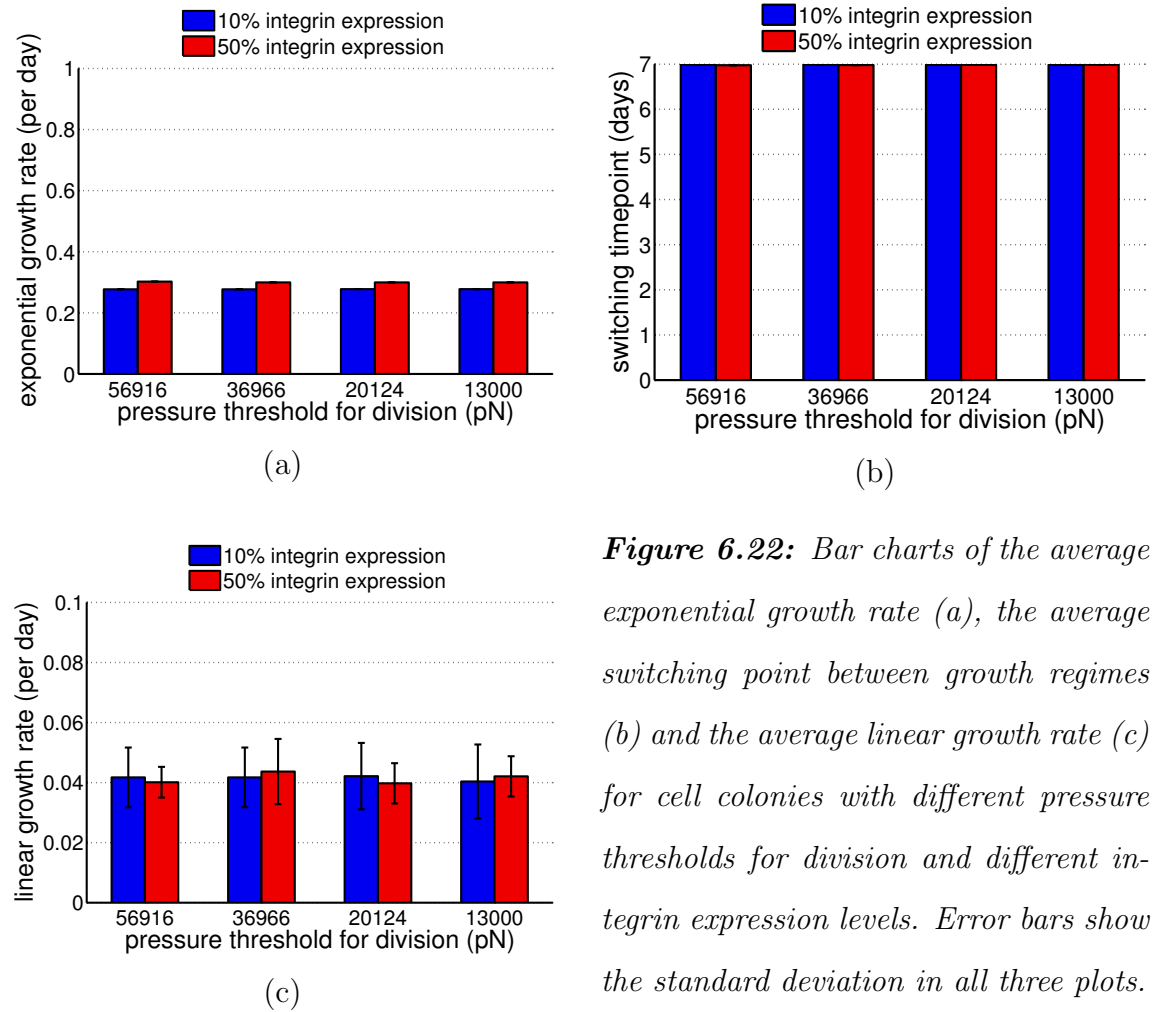 10% integrin expression
50% integrin expression
exponential growth rate (per day)
1
0.8
0.6
0.4
0.2
0
56916 36966 20124 13000
pressure threshold for division (pN)
(a)
10% integrin expression
50% integrin expression
switching timepoint (days)
7
6
5
4
3
2
1
0
56916 36966 20124 13000
pressure threshold for division (pN)
(b)
10% integrin expression
50% integrin expression
linear growth rate (per day)
0.1
0.08
0.06
0.04
0.02
0
56916 36966 20124 13000
pressure threshold for division (pN)
(c)
Figure 6.22: Bar charts of the average
exponential growth rate (a), the average
switching point between growth regimes
(b) and the average linear growth rate (c)
for cell colonies with different pressure
thresholds for division and different in-
tegrin expression levels. Error bars show
the standard deviation in all three plots.